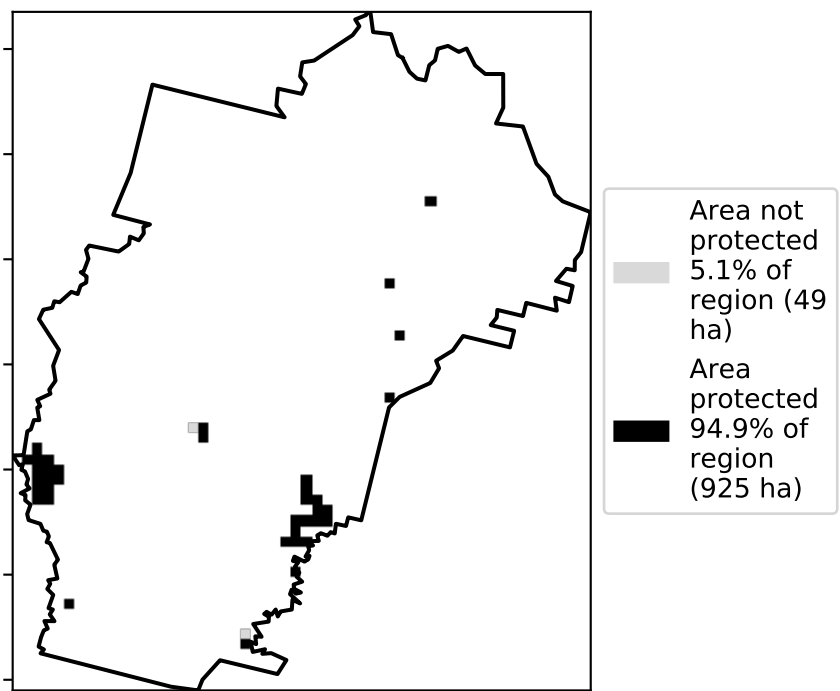 Area not
protected
5.1% of
region (49
ha)
Area
protected
94.9% of
region
(925 ha)